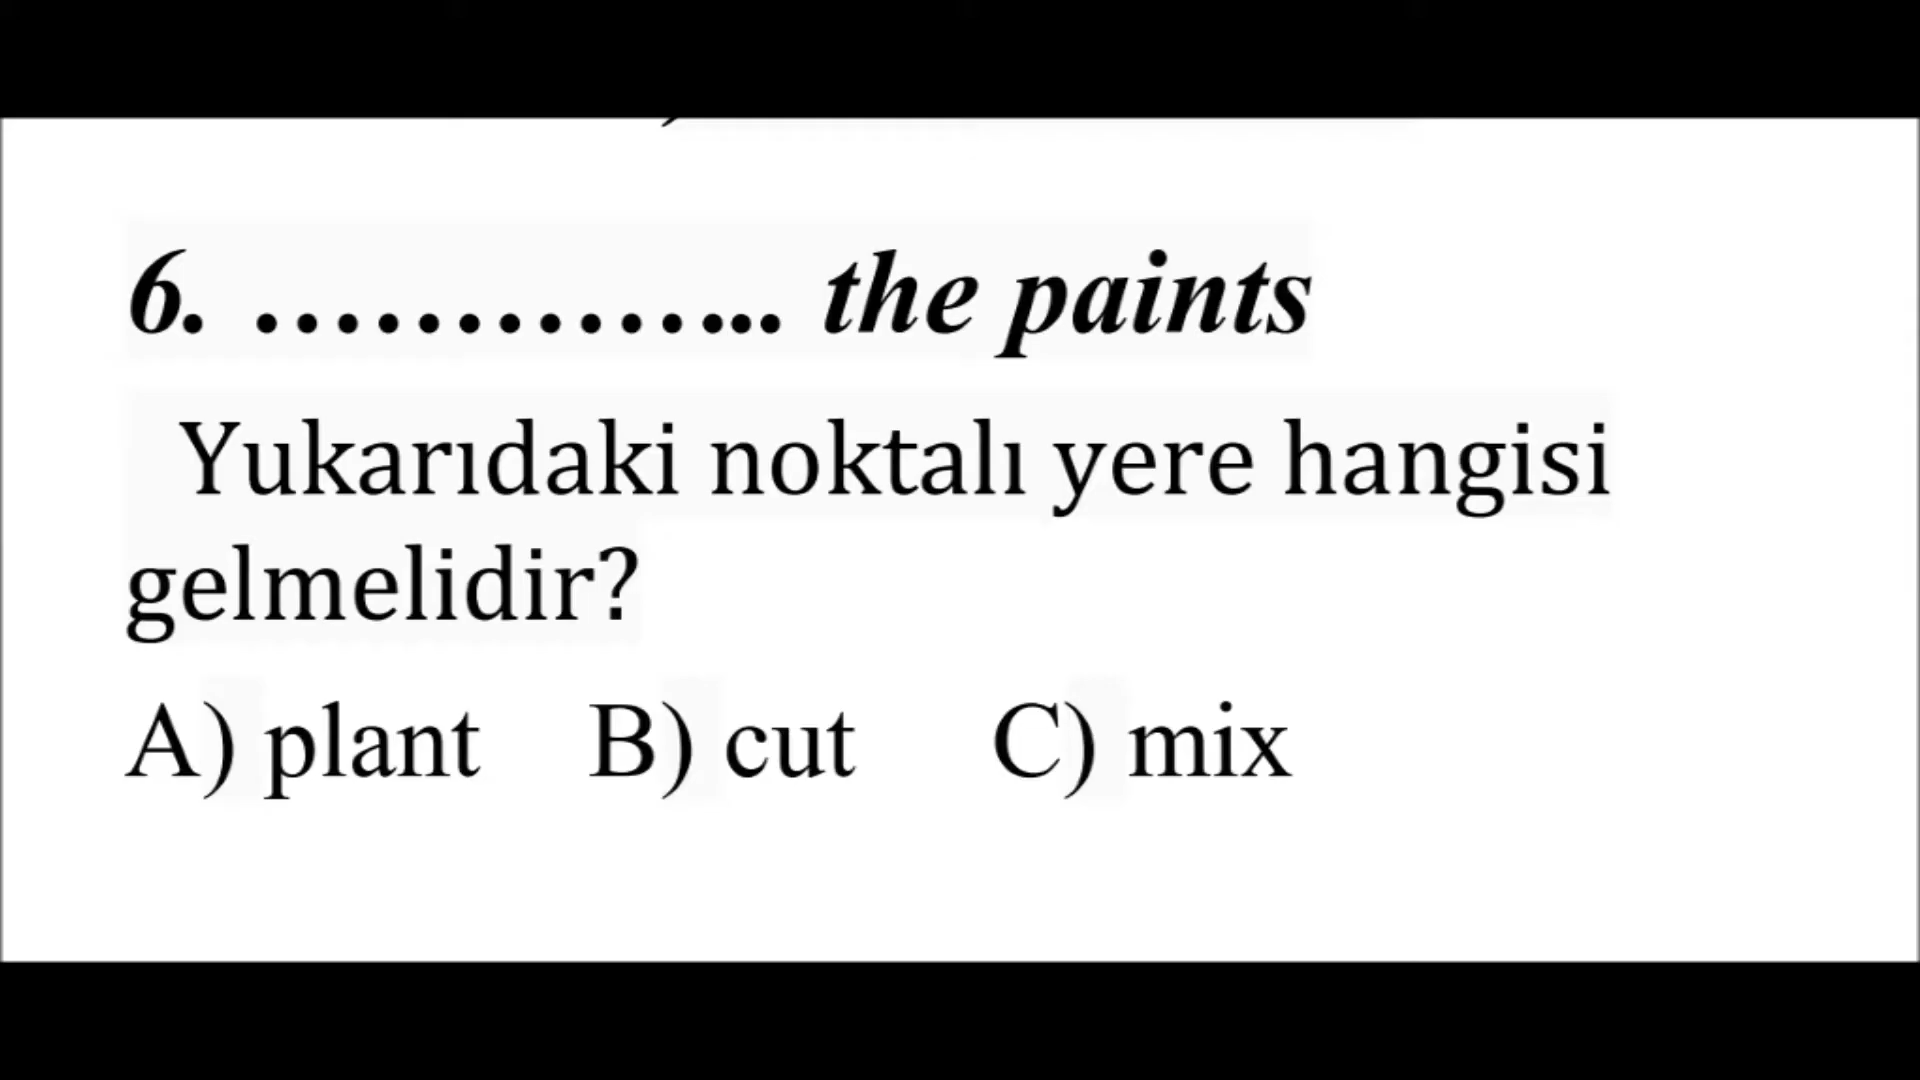 6. ………….. the paints
Yukarıdaki noktalı yere hangisi
gelmelidir?
A) plant B) cut C) mix